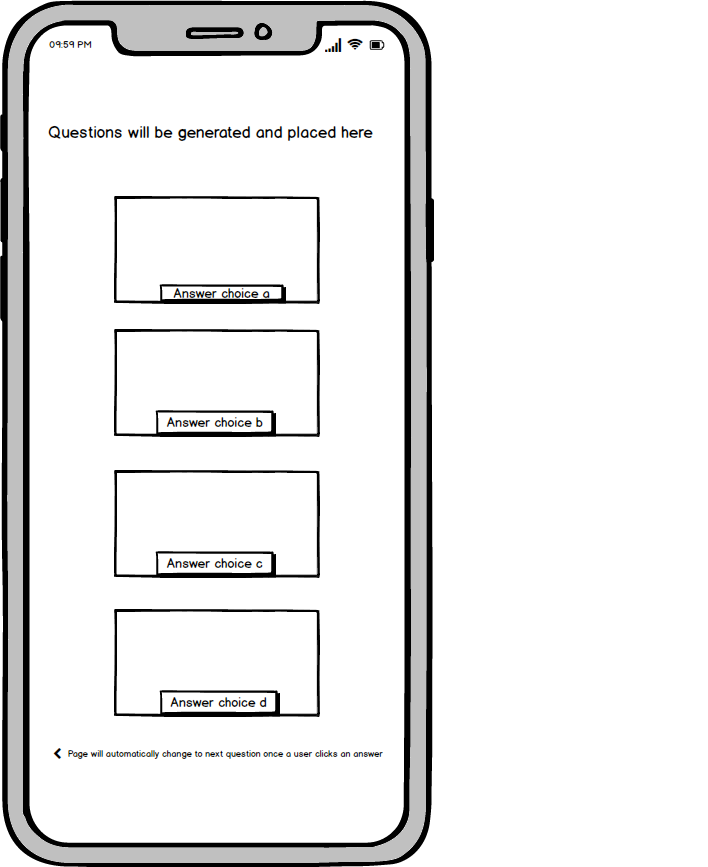 09:59 PM
Questions will be generated and placed here
Answer choice a
Answer choice b
Answer choice c
Answer choice d
Page will automatically change to next question once a user clicks an answer